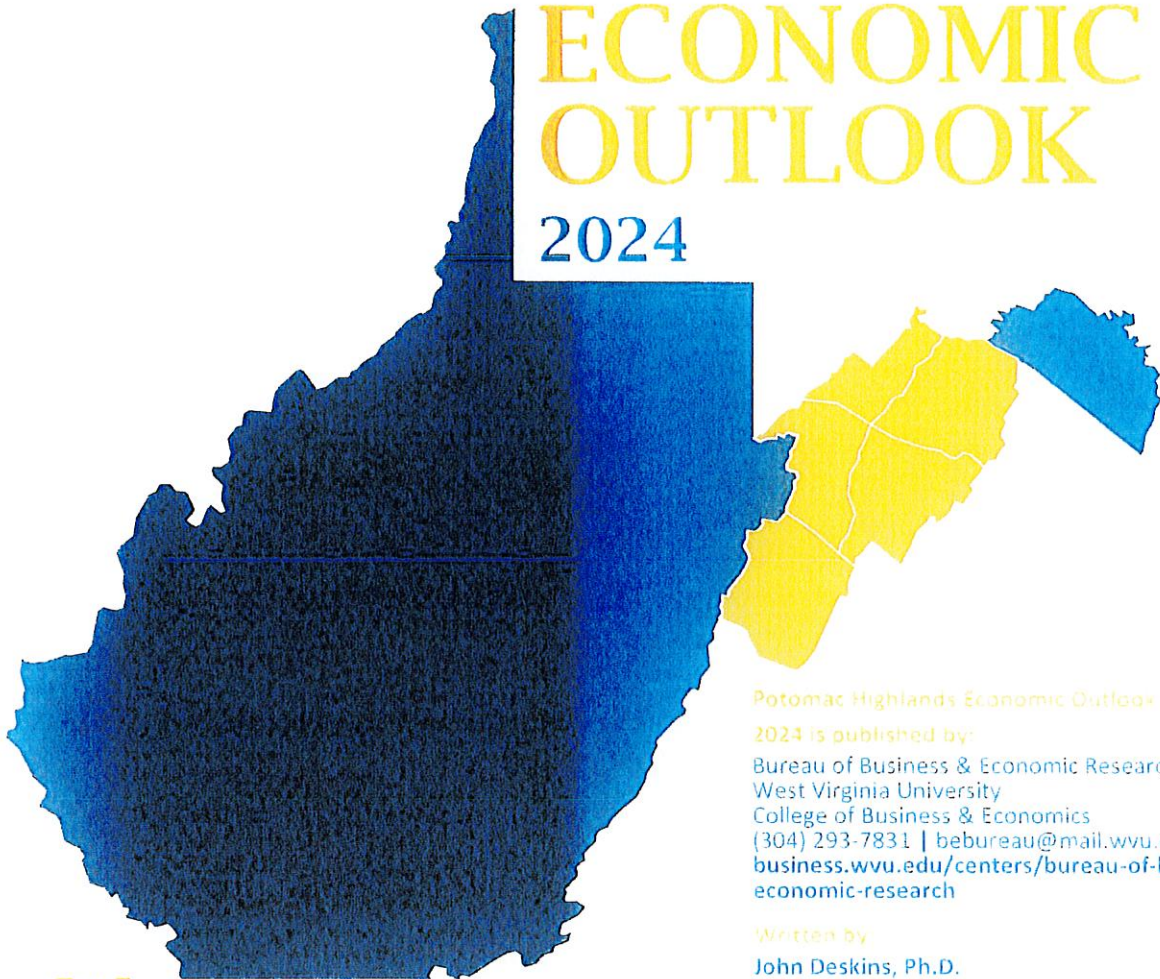 ECONOMIC
OUTLOOK
2024
Potomac Highlands Economic Outlook
2024 is published by:
Bureau of Business & Economic Researc
West Virginia University
College of Business & Economics
(304) 293-7831 | bebureau@mail.wvu.
business.wvu.edu/centers/bureau-of-
economic-research
Written by
John Deskins, Ph.D.